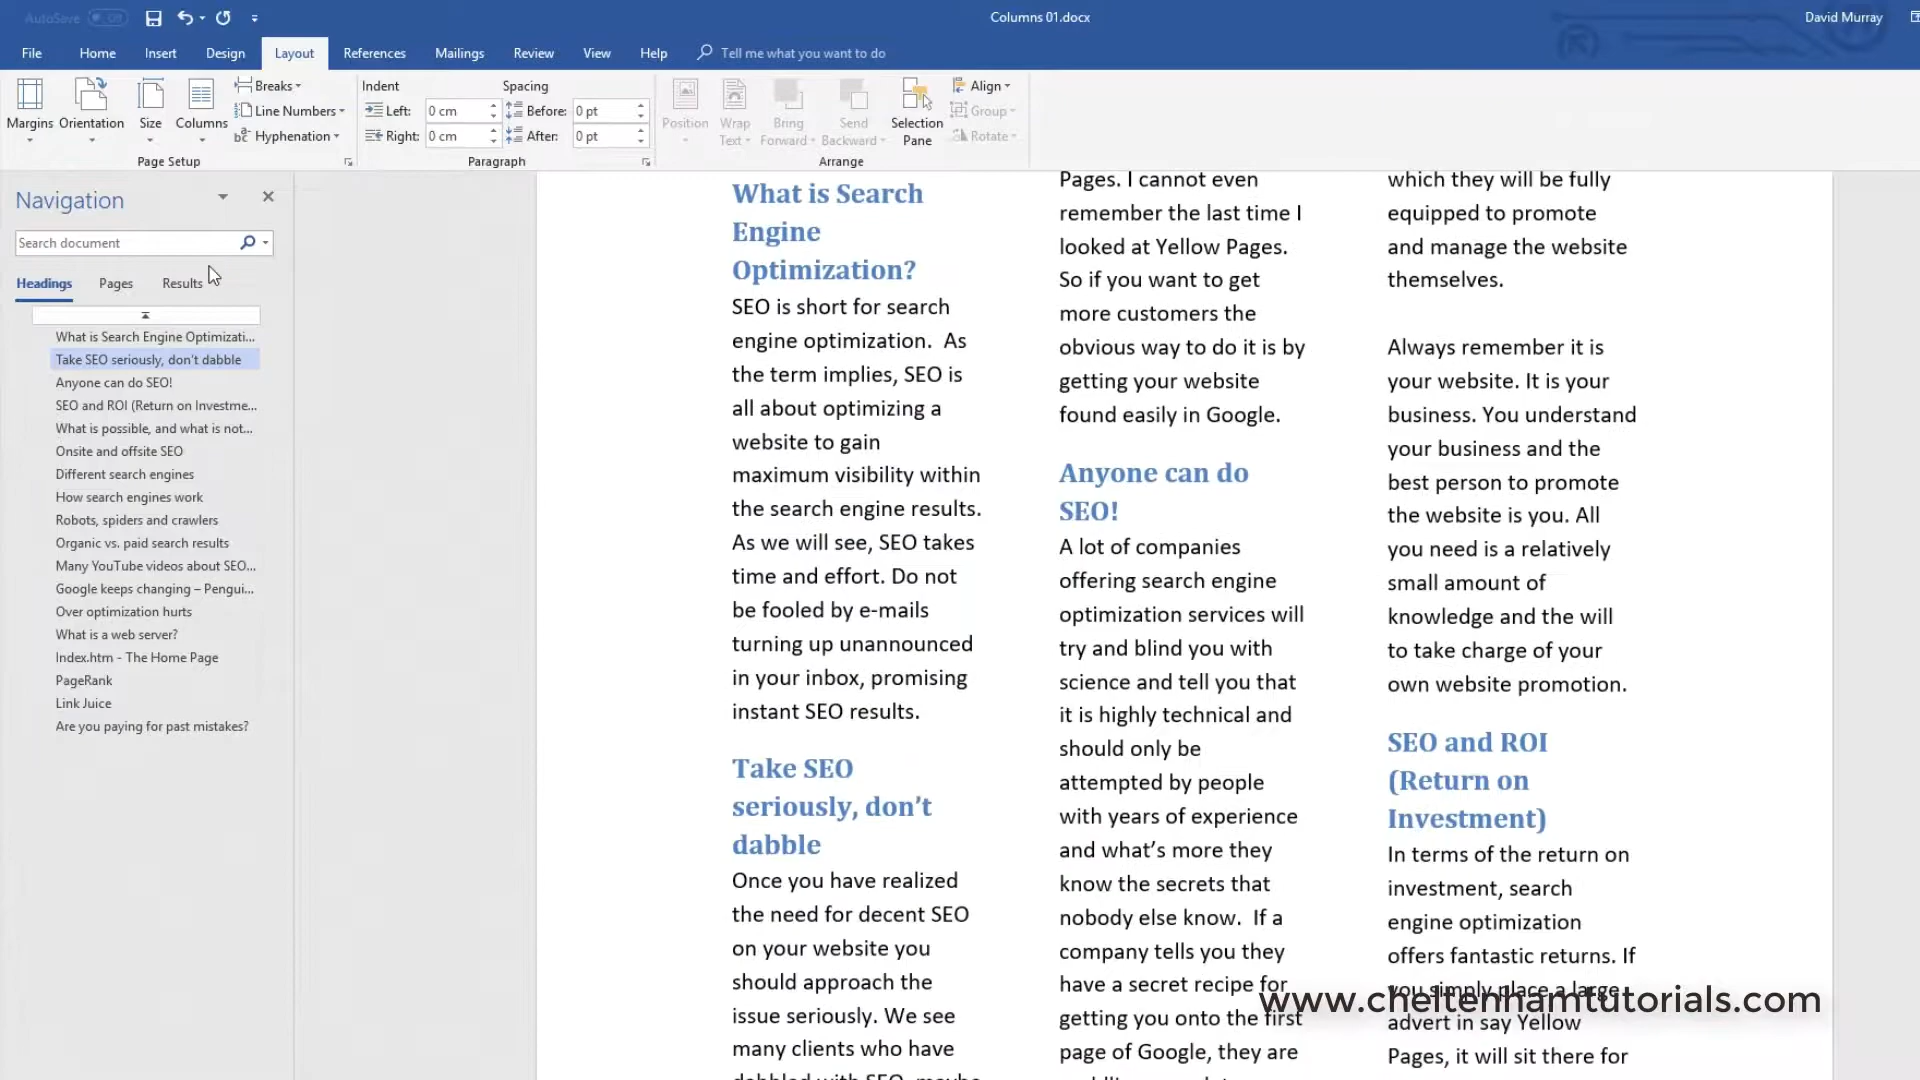 AutoSave Off
Columns 01.docx
David Murray
File Home Insert Design Layout References Mailings Review View Help Tell me what you want to do
Margins
Orientation
Size
Columns
Breaks
Line Numbers
Hyphenation
Page Setup
Indent
Left: 0 cm
Right: 0 cm
Spacing
Before: 0 pt
After: 0 pt
Paragraph
Position
Wrap
Text
Bring
Forward
Send
Backward
Selection
Pane
Align
Group
Rotate
Arrange
Navigation
Search document
Headings Pages Results
What is Search Engine Optimizati...
Take SEO seriously, don't dabble
Anyone can do SEO!
SEO and ROI (Return on Investme...
What is possible, and what is not...
Onsite and offsite SEO
Different search engines
How search engines work
Robots, spiders and crawlers
Organic vs. paid search results
Many YouTube videos about SEO...
Google keeps changing – Pengui...
Over optimization hurts
What is a web server?
Index.htm - The Home Page
PageRank
Link Juice
Are you paying for past mistakes?
What is Search
Engine
Optimization?
SEO is short for search
engine optimization.  As
the term implies, SEO is
all about optimizing a
website to gain
maximum visibility within
the search engine results.
As we will see, SEO takes
time and effort. Do not
be fooled by e-mails
turning up unannounced
in your inbox, promising
instant SEO results.
Take SEO
seriously, don’t
dabble
Once you have realized
the need for decent SEO
on your website you
should approach the
issue seriously. We see
many clients who have
dabbled with SEO, maybe
Pages. I cannot even
remember the last time I
looked at Yellow Pages.
So if you want to get
more customers the
obvious way to do it is by
getting your website
found easily in Google.
Anyone can do
SEO!
A lot of companies
offering search engine
optimization services will
try and blind you with
science and tell you that
it is highly technical and
should only be
attempted by people
with years of experience
and what’s more they
know the secrets that
nobody else know.  If a
company tells you they
have a secret recipe for
getting you onto the first
page of Google, they are
which they will be fully
equipped to promote
and manage the website
themselves.
Always remember it is
your website. It is your
business. You understand
your business and the
best person to promote
the website is you. All
you need is a relatively
small amount of
knowledge and the will
to take charge of your
own website promotion.
SEO and ROI
(Return on
Investment)
In terms of the return on
investment, search
engine optimization
offers fantastic returns. If
you simply place a large
advert in say Yellow
Pages, it will sit there for
www.cheltenhamtutorials.com